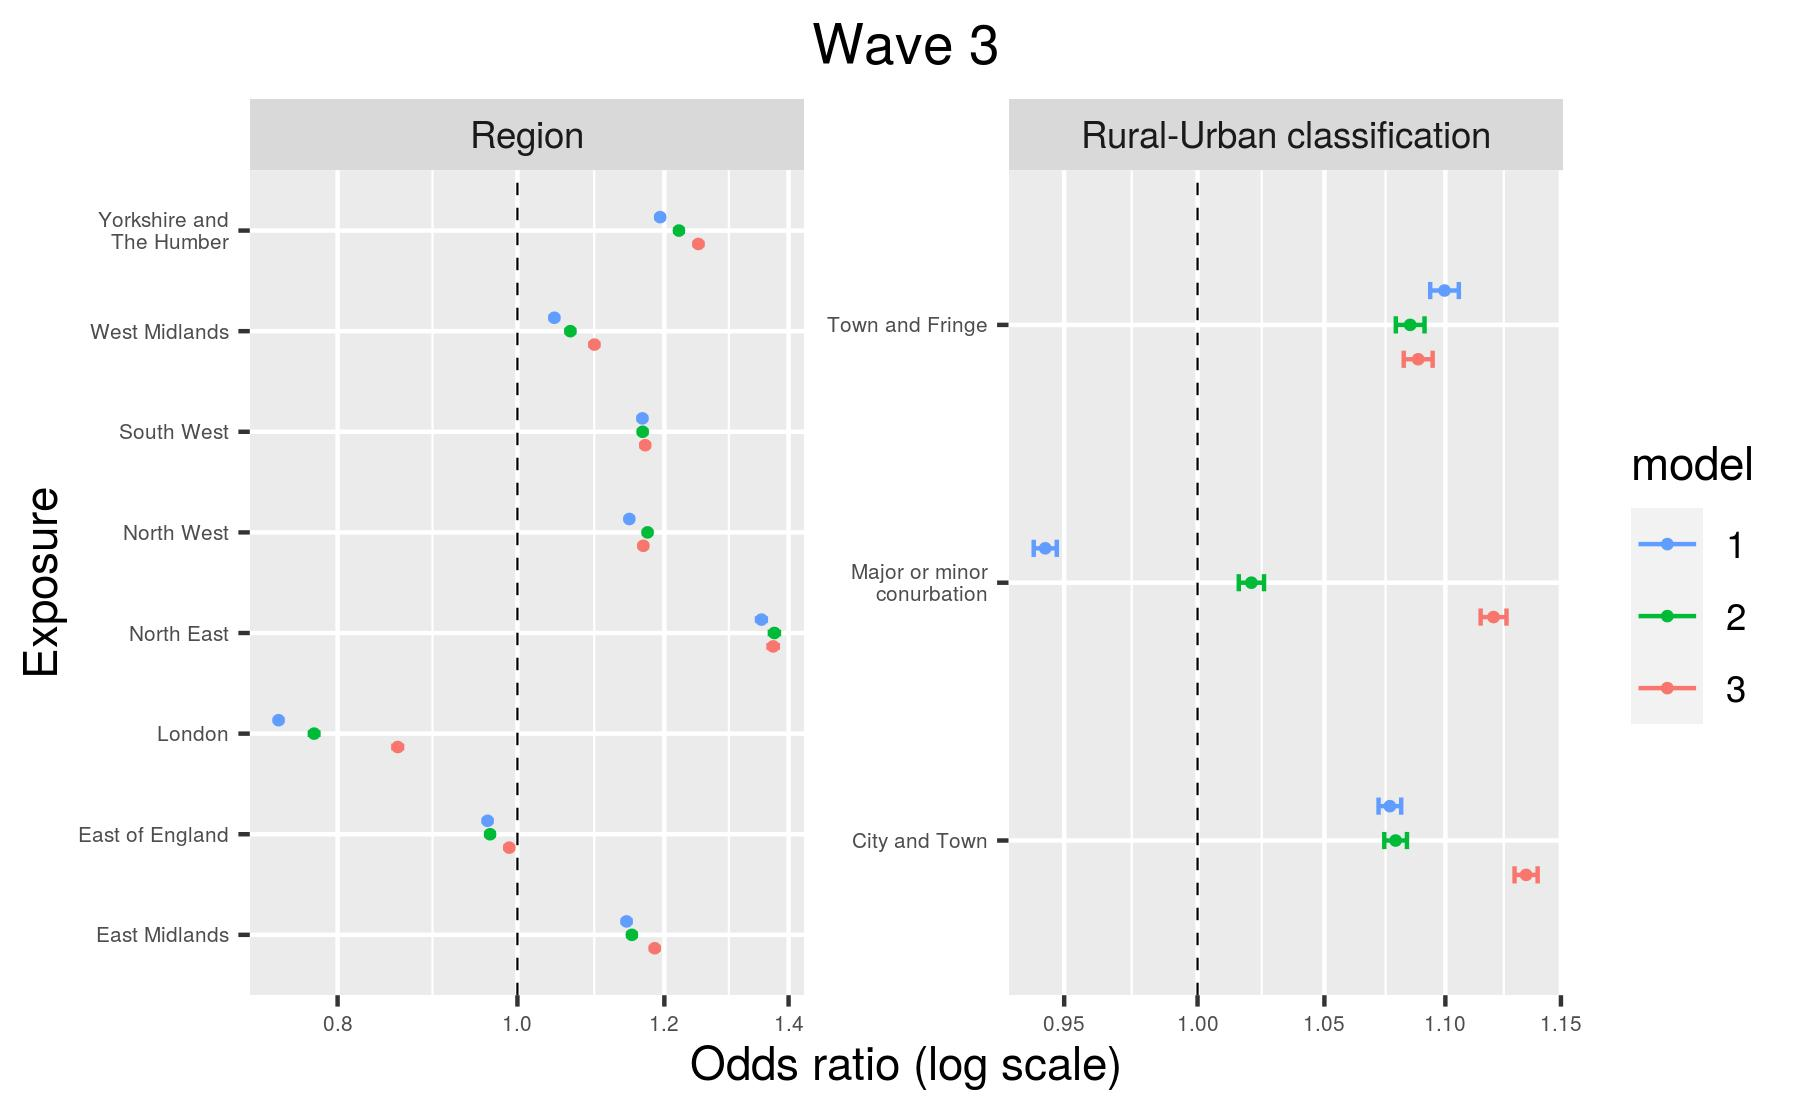 Wave 3
Region
Rural-Urban classification
Exposure
Yorkshire and
The Humber
West Midlands
South West
North West
North East
London
East of England
East Midlands
0.8
1.0
1.2
1.4
Town and Fringe
Major or minor
conurbation
City and Town
0.95
1.00
1.05
1.10
1.15
Odds ratio (log scale)
model
1
2
3